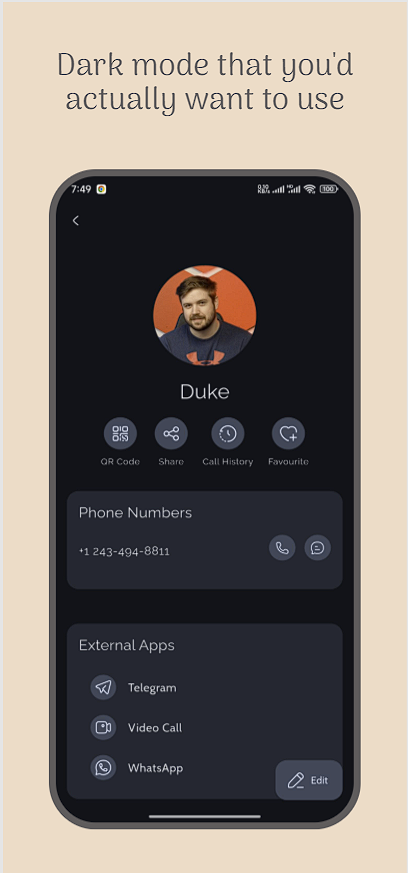 Dark mode that you'd
actually want to use
7:49
100
Duke
QR Code Share Call History Favourite
Phone Numbers
+1 243-494-8811
External Apps
Telegram
Video Call
WhatsApp
Edit